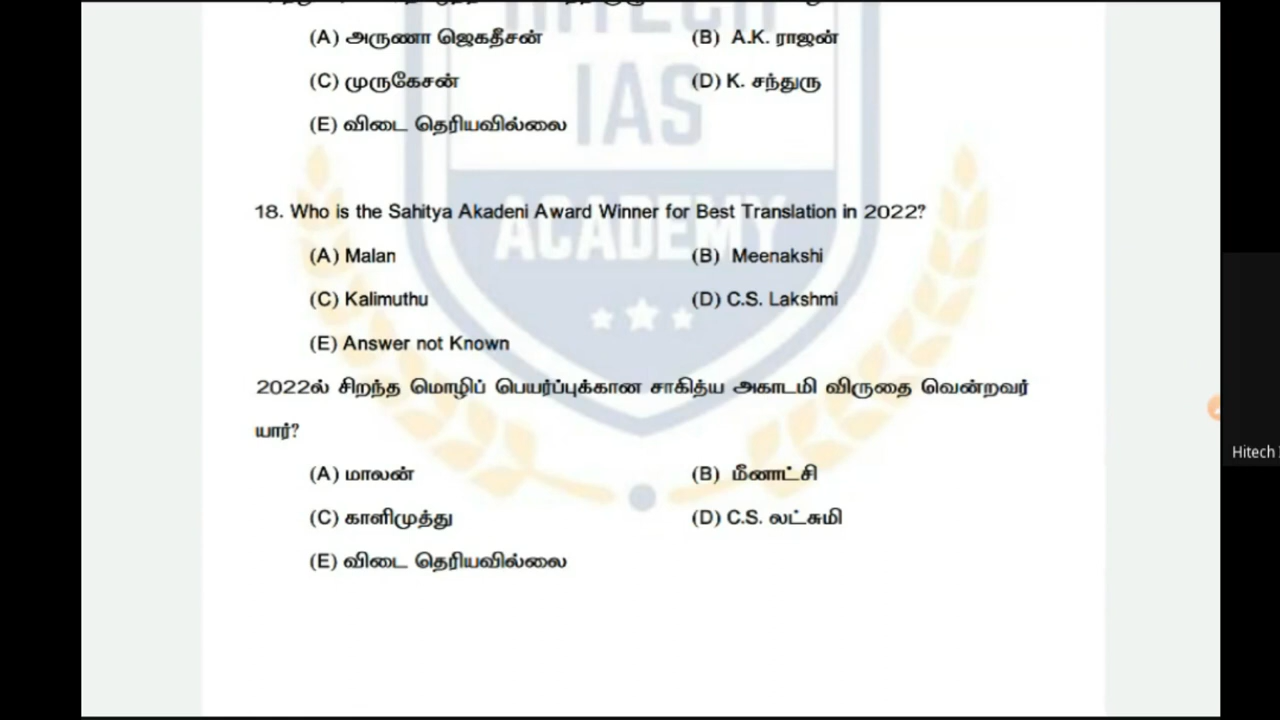 (A) அருணா ஜெகதீசன் (B) A.K. ராஜன்
(C) முருகேசன் (D) K. சந்துரு
(E) விடை தெரியவில்லை
HITECH
IAS
ACADEMY
18. Who is the Sahitya Akadeni Award Winner for Best Translation in 2022?
(A) Malan (B) Meenakshi
(C) Kalimuthu (D) C.S. Lakshmi
(E) Answer not Known
2022ல் சிறந்த மொழிப் பெயர்ப்புக்கான சாகித்ய அகாடமி விருதை வென்றவர்
யார்?
(A) மாலன் (B) மீனாட்சி
(C) காளிமுத்து (D) C.S. லட்சுமி
(E) விடை தெரியவில்லை
Hitech